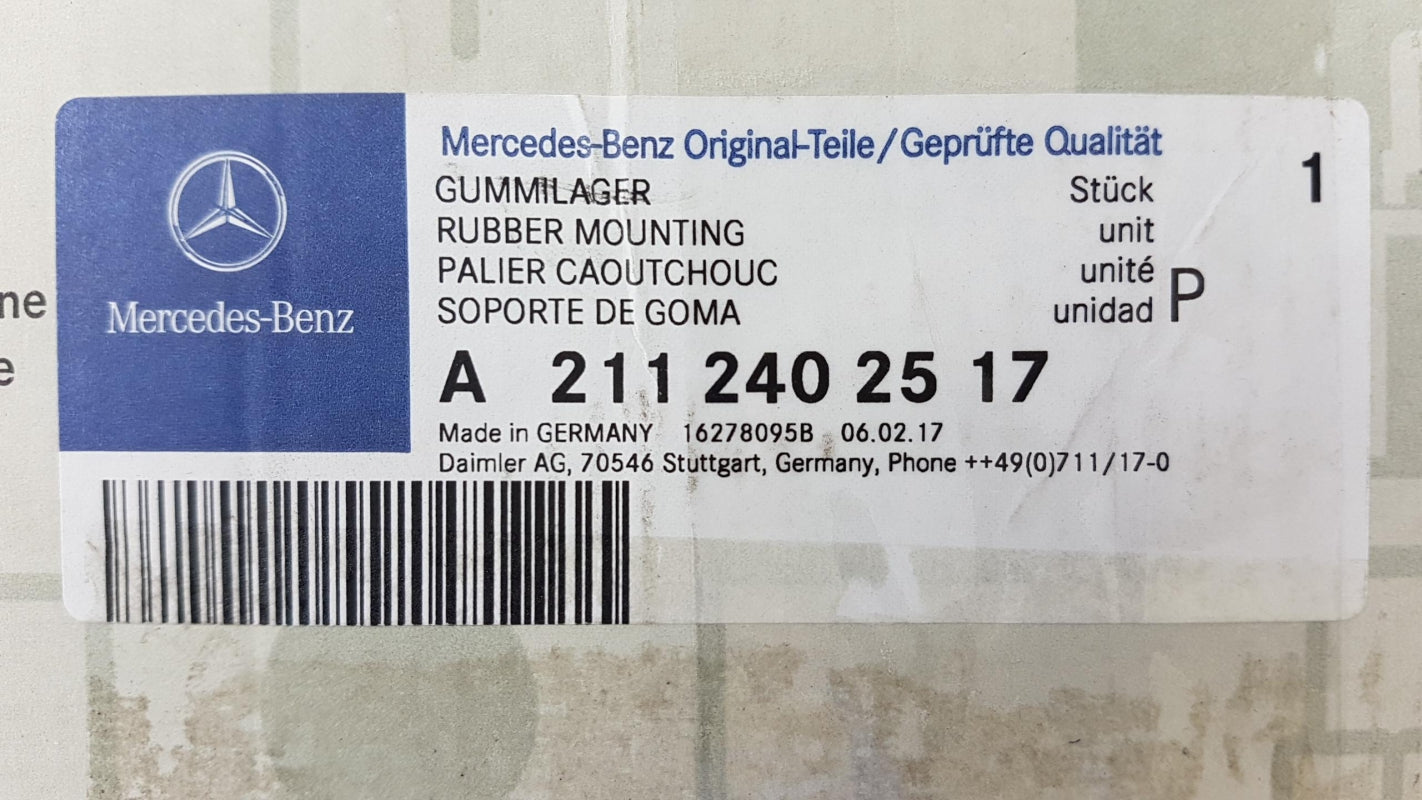 Mercedes-Benz
Mercedes-Benz Original-Teile/Geprüfte Qualität
GUMMILAGER Stück 1
RUBBER MOUNTING unit
PALIER CAOUTCHOUC unité
SOPORTE DE GOMA unidad P
A 211 240 25 17
Made in GERMANY 16278095B 06.02.17
Daimler AG, 70546 Stuttgart, Germany, Phone ++49(0)711/17-0
ne
e